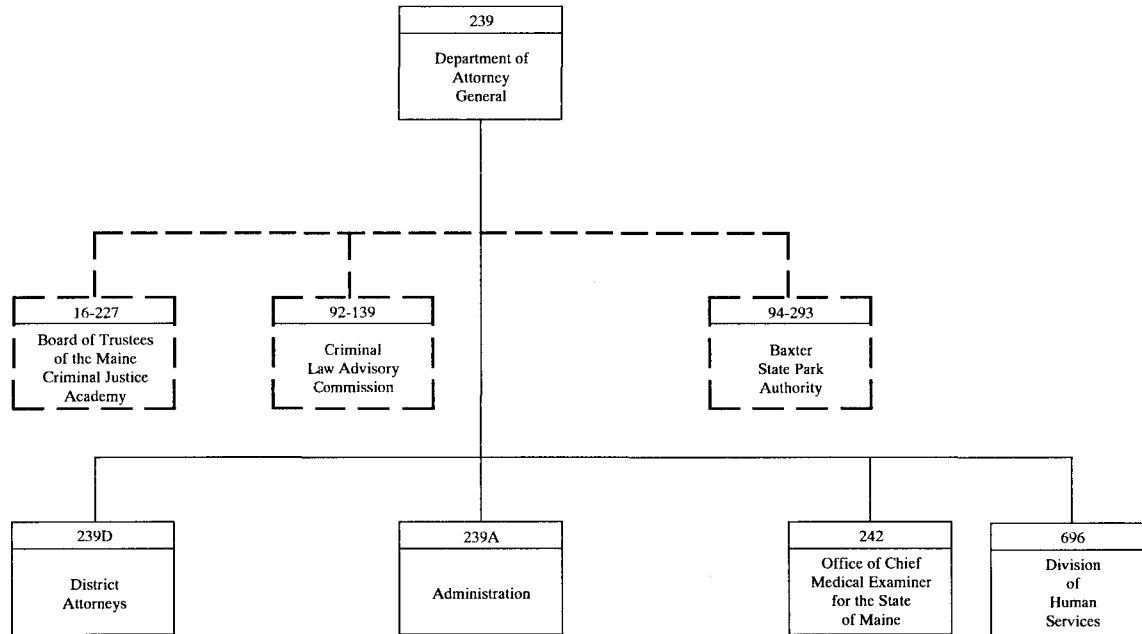 239
Department of
Attorney
General
16-227
Board of Trustees
of the Maine
Criminal Justice
Academy
92-139
Criminal
Law Advisory
Commission
94-293
Baxter
State Park
Authority
239D
District
Attorneys
239A
Administration
242
Office of Chief
Medical Examiner
for the State
of Maine
696
Division
of
Human
Services